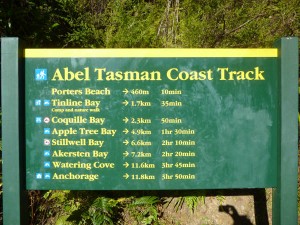 Abel Tasman Coast Track
Porters Beach → 460m 10min
Tinline Bay → 1.7km 35min
Camp and nature walk
Coquille Bay → 2.3km 50min
Apple Tree Bay → 4.9km 1hr 30min
Stillwell Bay → 6.6km 2hr 10min
Akersten Bay → 7.2km 2hr 20min
Watering Cove → 11.6km 3hr 45min
Anchorage → 11.8km 3hr 50min